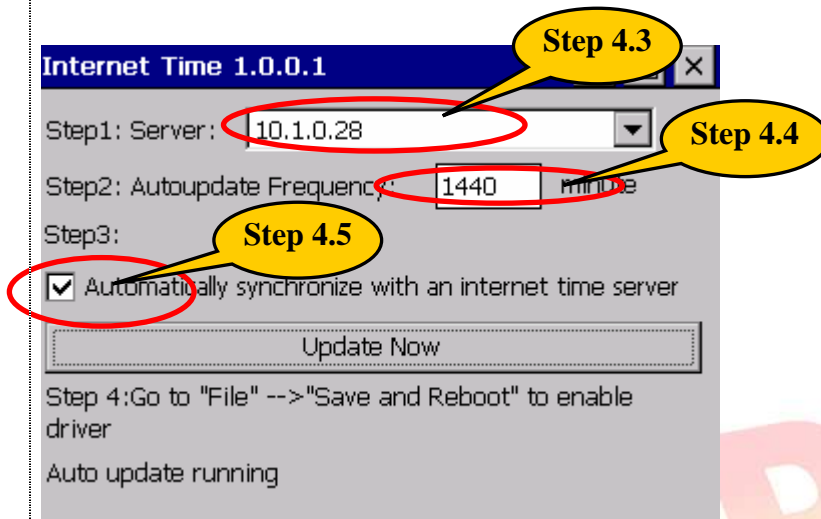 Step 4.3
Internet Time 1.0.0.1
Step1: Server: 10.1.0.28
Step 4.4
Step2: Autoupdate Frequency: 1440 minute
Step3:
Step 4.5
Automatically synchronize with an internet time server
Update Now
Step 4:Go to "File" -->"Save and Reboot" to enable
driver
Auto update running